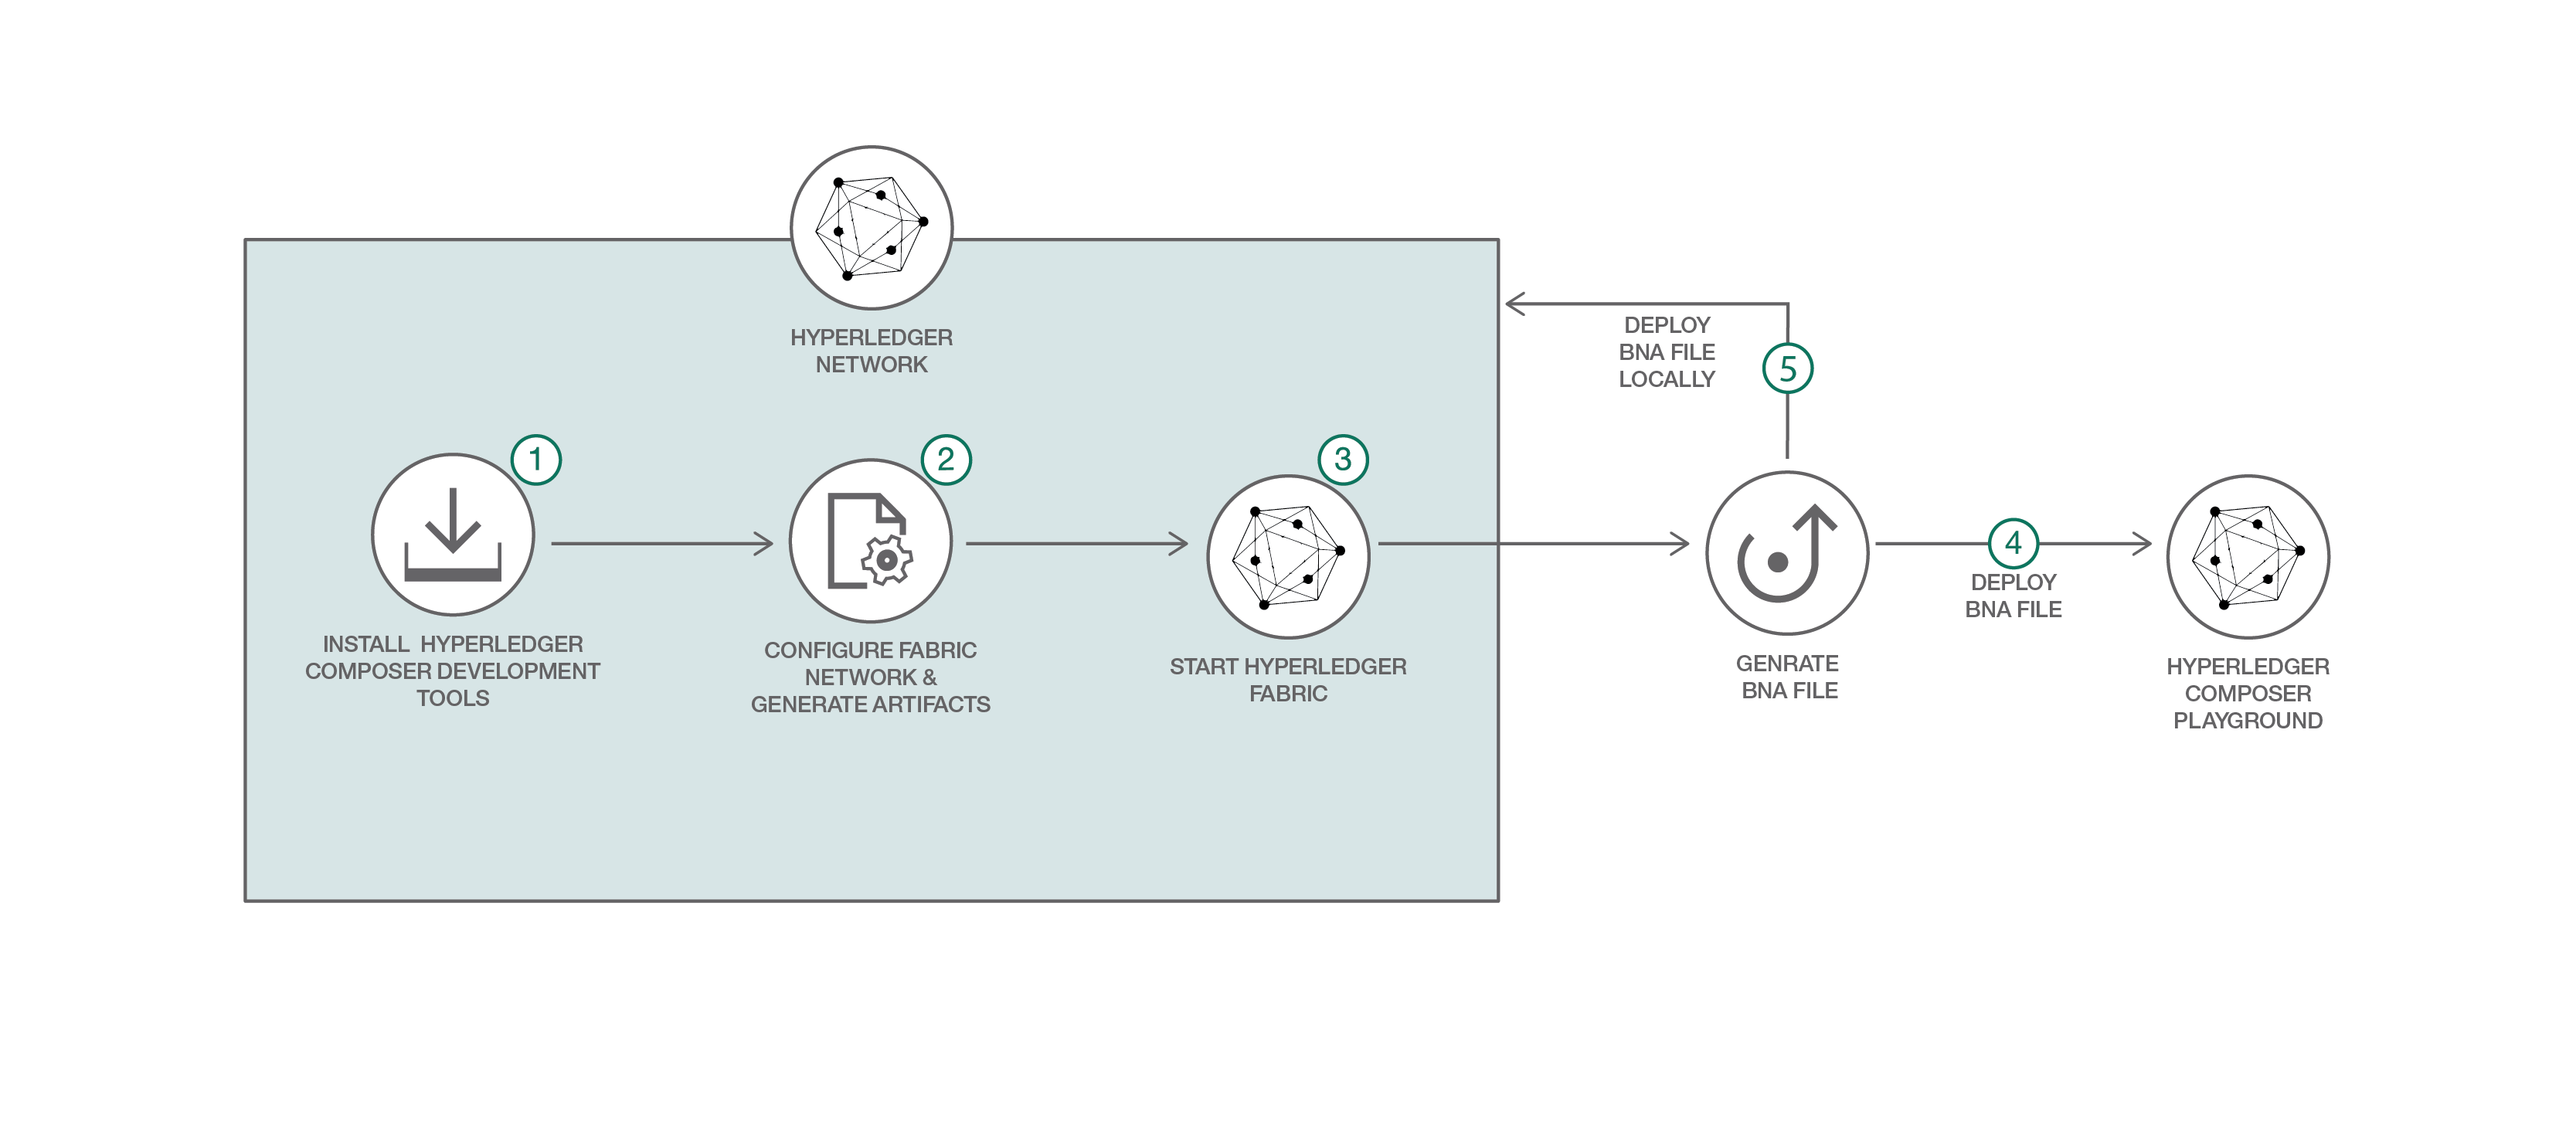 HYPERLEDGER
NETWORK
1
INSTALL HYPERLEDGER
COMPOSER DEVELOPMENT
TOOLS
2
CONFIGURE FABRIC
NETWORK &
GENERATE ARTIFACTS
3
START HYPERLEDGER
FABRIC
DEPLOY
BNA FILE
LOCALLY
5
GENRATE
BNA FILE
4
DEPLOY
BNA FILE
HYPERLEDGER
COMPOSER
PLAYGROUND